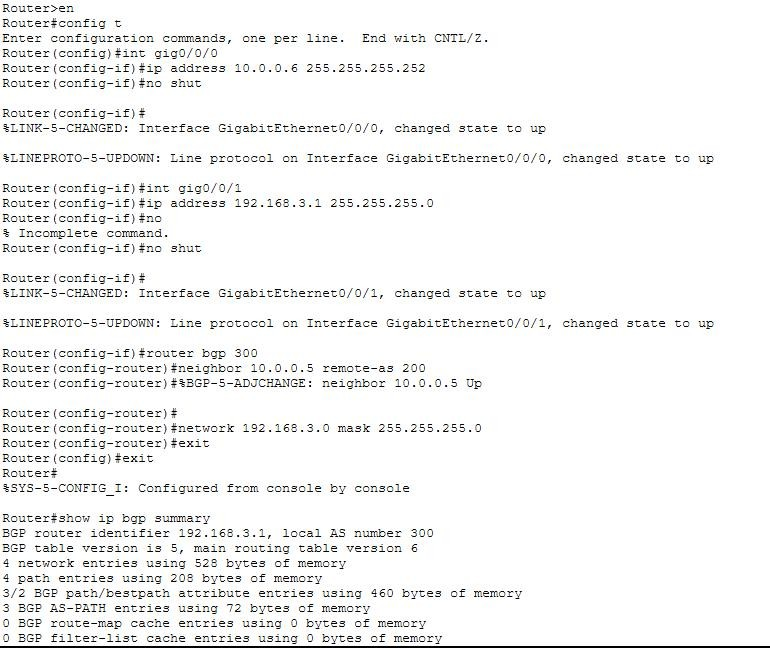 Router>en
Router#config t
Enter configuration commands, one per line.  End with CNTL/Z.
Router(config)#int gig0/0/0
Router(config-if)#ip address 10.0.0.6 255.255.255.252
Router(config-if)#no shut
Router(config-if)#
%LINK-5-CHANGED: Interface GigabitEthernet0/0/0, changed state to up
%LINEPROTO-5-UPDOWN: Line protocol on Interface GigabitEthernet0/0/0, changed state to up
Router(config-if)#int gig0/0/1
Router(config-if)#ip address 192.168.3.1 255.255.255.0
Router(config-if)#no
% Incomplete command.
Router(config-if)#no shut
Router(config-if)#
%LINK-5-CHANGED: Interface GigabitEthernet0/0/1, changed state to up
%LINEPROTO-5-UPDOWN: Line protocol on Interface GigabitEthernet0/0/1, changed state to up
Router(config-if)#router bgp 300
Router(config-router)#neighbor 10.0.0.5 remote-as 200
Router(config-router)#%BGP-5-ADJCHANGE: neighbor 10.0.0.5 Up
Router(config-router)#
Router(config-router)#network 192.168.3.0 mask 255.255.255.0
Router(config-router)#exit
Router(config)#exit
Router#
%SYS-5-CONFIG_I: Configured from console by console
Router#show ip bgp summary
BGP router identifier 192.168.3.1, local AS number 300
BGP table version is 5, main routing table version 6
4 network entries using 528 bytes of memory
4 path entries using 208 bytes of memory
3/2 BGP path/bestpath attribute entries using 460 bytes of memory
3 BGP AS-PATH entries using 72 bytes of memory
0 BGP route-map cache entries using 0 bytes of memory
0 BGP filter-list cache entries using 0 bytes of memory